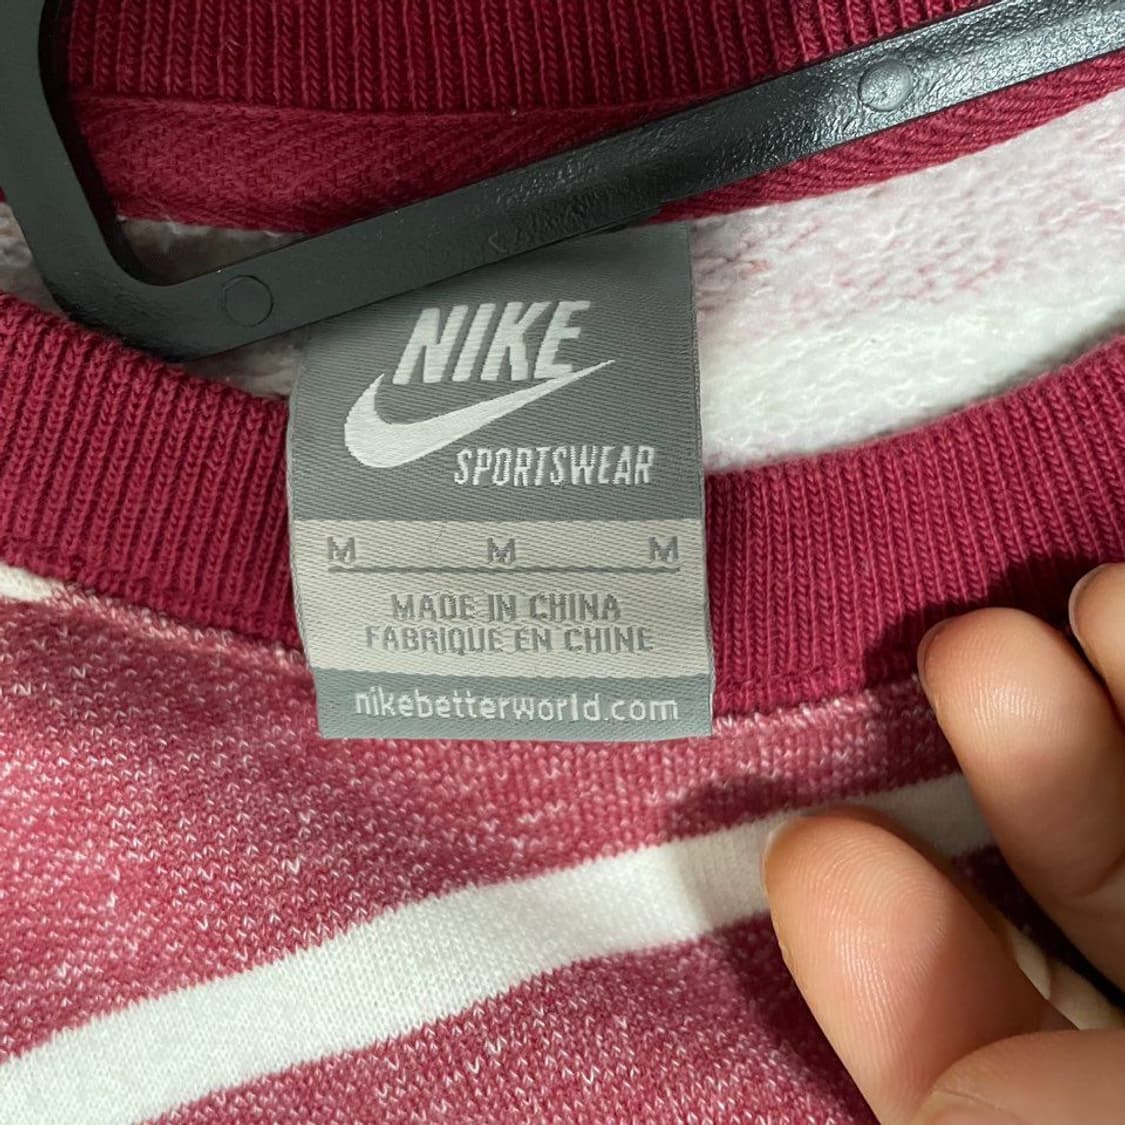 NIKE
SPORTSWEAR
M M M
MADE IN CHINA
FABRIQUE EN CHINE
nikebetterworld.com